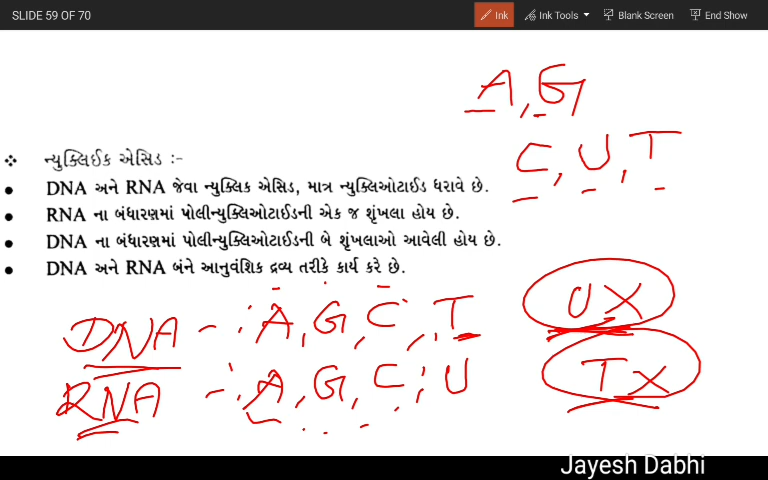 SLIDE 59 OF 70 Ink Ink Tools Blank Screen End Show
A, G
C, U, T
❖ ન્યુક્લિઈક એસિડ :-
• DNA અને RNA જેવા ન્યુક્લિક એસિડ, માત્ર ન્યુક્લિઓટાઈડ ધરાવે છે.
• RNA ના બંધારણમાં પોલીન્યુક્લિઓટાઈડની એક જ શૃંખલા હોય છે.
• DNA ના બંધારણમાં પોલીન્યુક્લિઓટાઈડની બે શૃંખલાઓ આવેલી હોય છે.
• DNA અને RNA બંને આનુવંશિક દ્રવ્ય તરીકે કાર્ય કરે છે.
DNA -: A, G, C, T UX
RNA -: A, G, C, U TX
Jayesh Dabhi